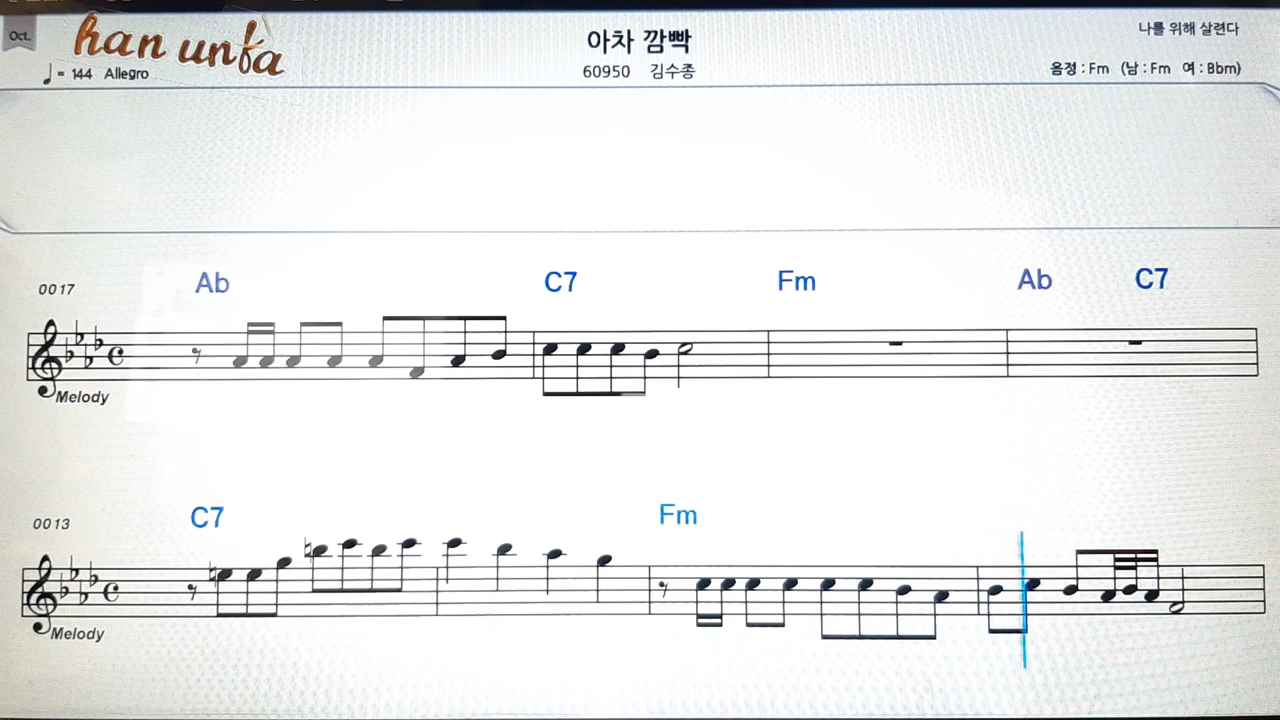 Oct.
han unfa
♩ = 144 Allegro
아차 깜빡
60950 김수종
나를 위해 살련다
음정 : Fm (남 : Fm 여 : Bbm)
0017
Ab C7 Fm Ab C7
Melody
0013
C7 Fm
Melody